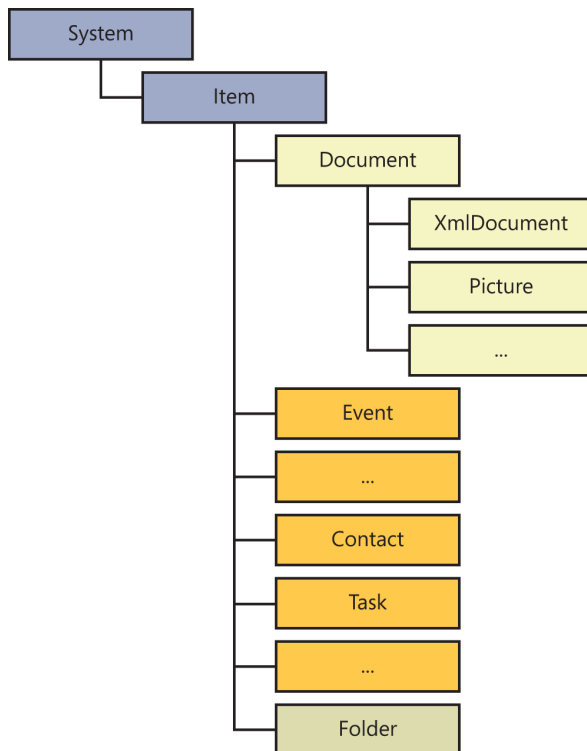 System
Item
Document
XmlDocument
Picture
...
Event
...
Contact
Task
...
Folder